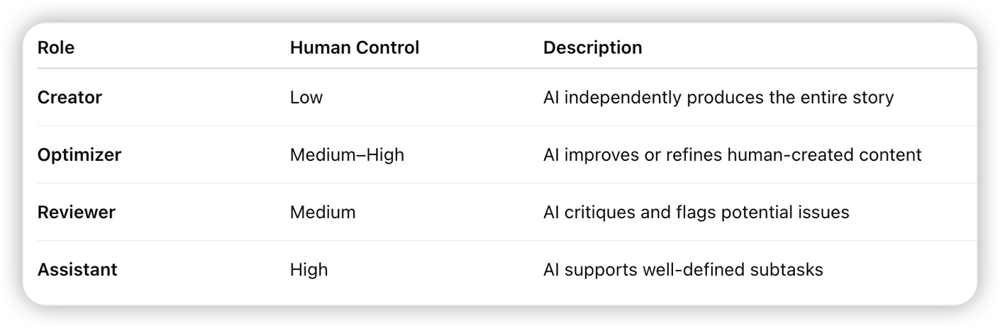 Role Human Control Description
Creator Low AI independently produces the entire story
Optimizer Medium–High AI improves or refines human-created content
Reviewer Medium AI critiques and flags potential issues
Assistant High AI supports well-defined subtasks